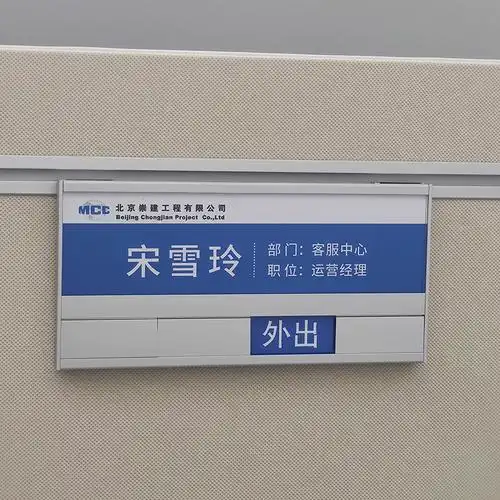 MCC 北京崇建工程有限公司
Beijing Chongjian Project Co.,Ltd
宋雪玲
部门：客服中心
职位：运营经理
外出